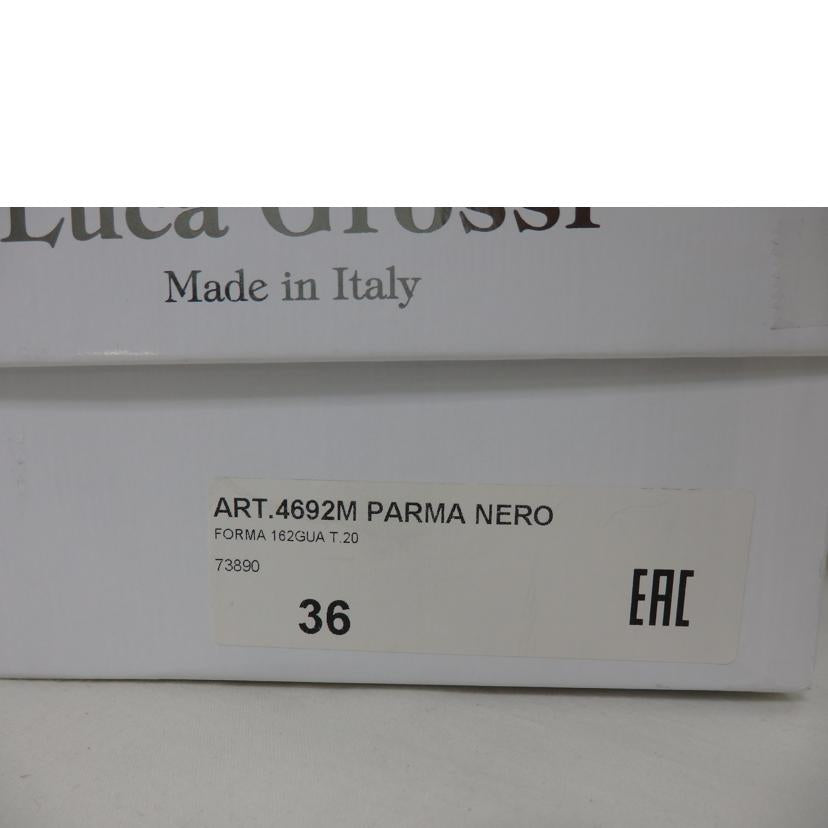 Luca Grossi
Made in Italy
ART.4692M PARMA NERO
FORMA 162GUA T.20
73890
36
EAC